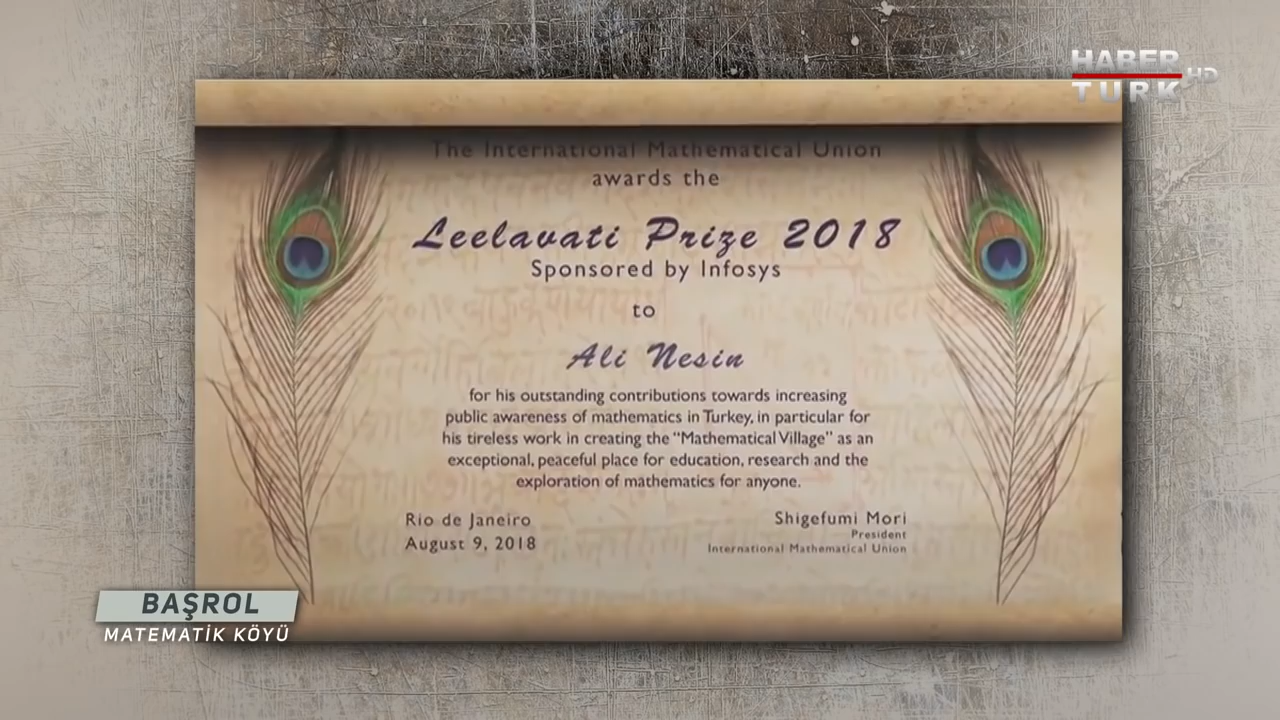 HABER
TÜRK HD
The International Mathematical Union
awards the
Leelavati Prize 2018
Sponsored by Infosys
to
Ali Nesin
for his outstanding contributions towards increasing
public awareness of mathematics in Turkey, in particular for
his tireless work in creating the “Mathematical Village” as an
exceptional, peaceful place for education, research and the
exploration of mathematics for anyone.
Rio de Janeiro
August 9, 2018
Shigefumi Mori
President
International Mathematical Union
BAŞROL
MATEMATİK KÖYÜ